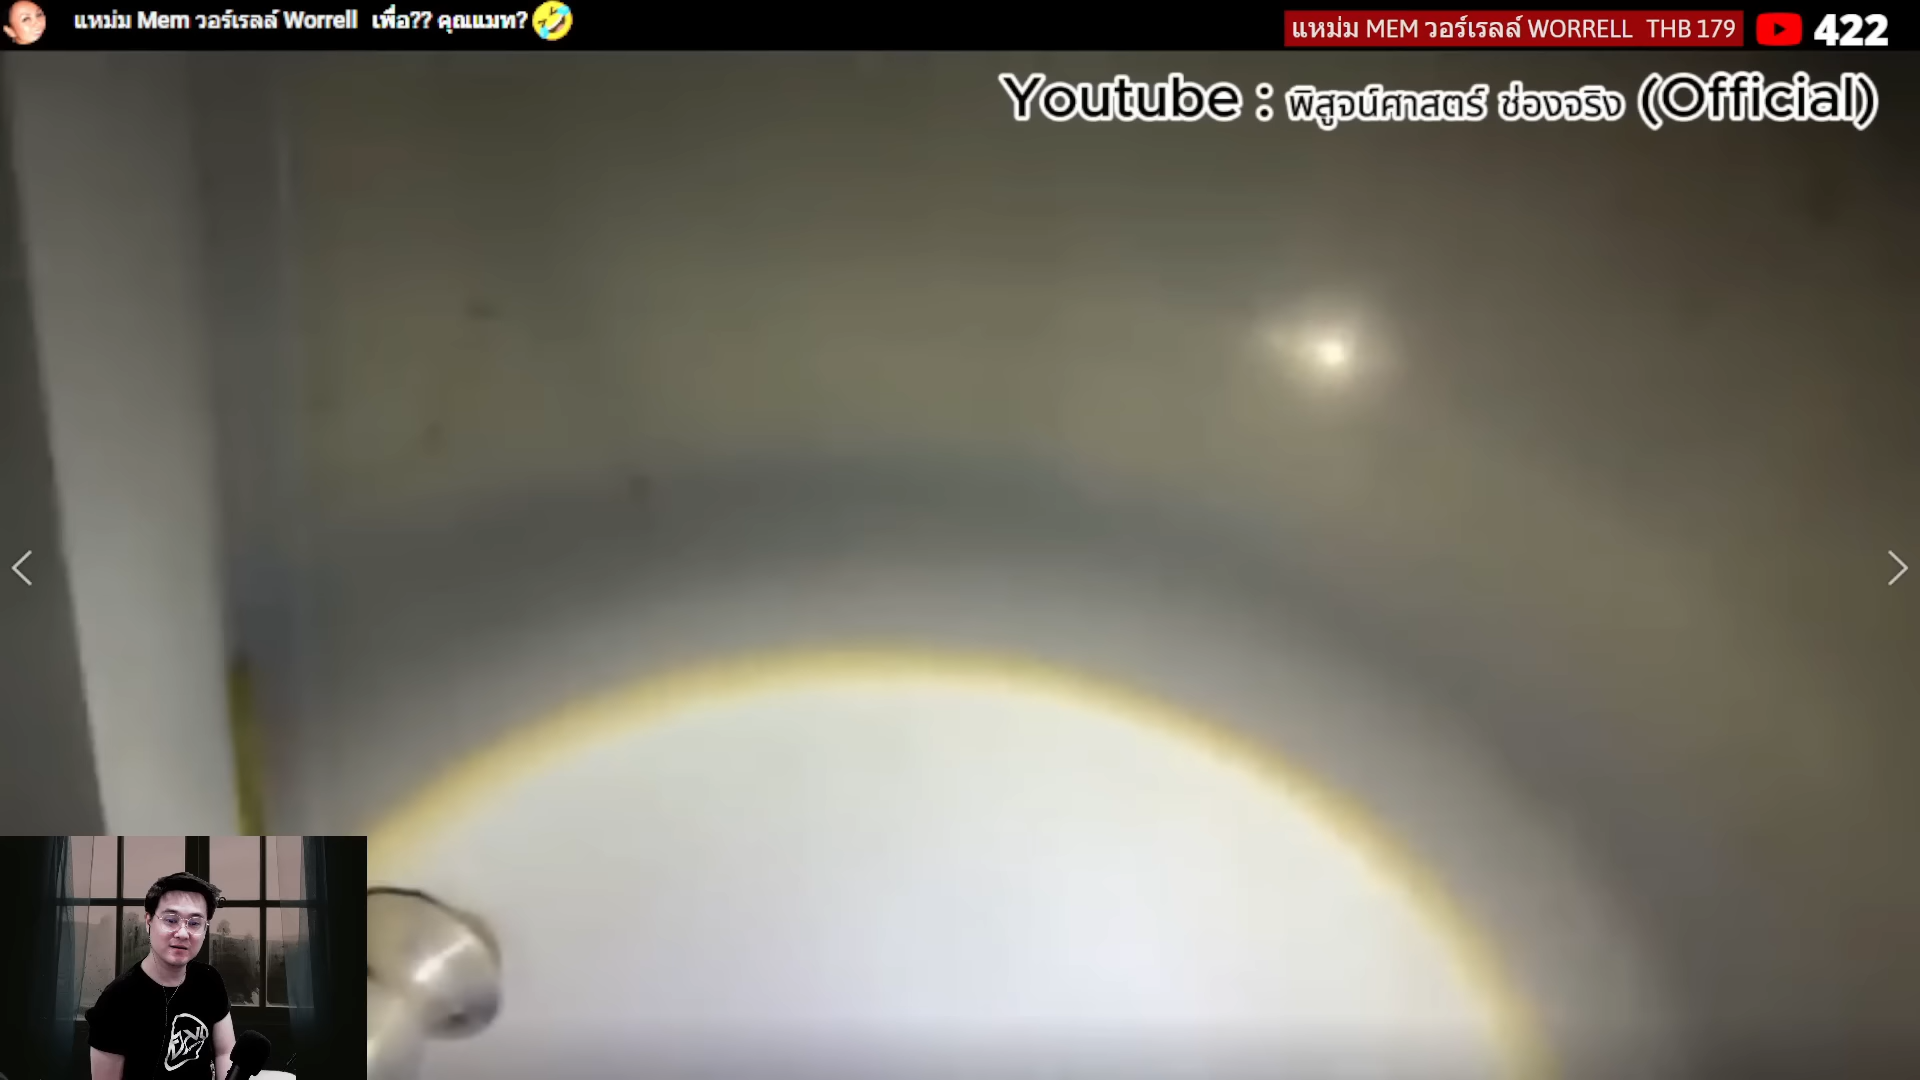 แหม่ม Mem วอร์เรลล์ Worrell เพื่อ?? คุณแมท?🤣
แหม่ม MEM วอร์เรลล์ WORRELL THB 179
422
Youtube : พิสูจน์ศาสตร์ ช่องจริง (Official)